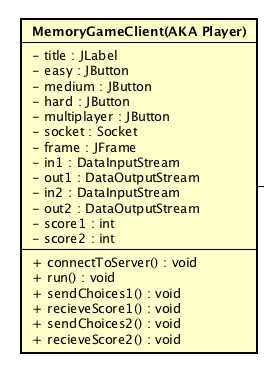 MemoryGameClient(AKA Player)
- title : JLabel
- easy : JButton
- medium : JButton
- hard : JButton
- multiplayer : JButton
- socket : Socket
- frame : JFrame
- in1 : DataInputStream
- out1 : DataOutputStream
- in2 : DataInputStream
- out2 : DataOutputStream
- score1 : int
- score2 : int
+ connectToServer() : void
+ run() : void
+ sendChoices1() : void
+ recieveScore1() : void
+ sendChoices2() : void
+ recieveScore2() : void